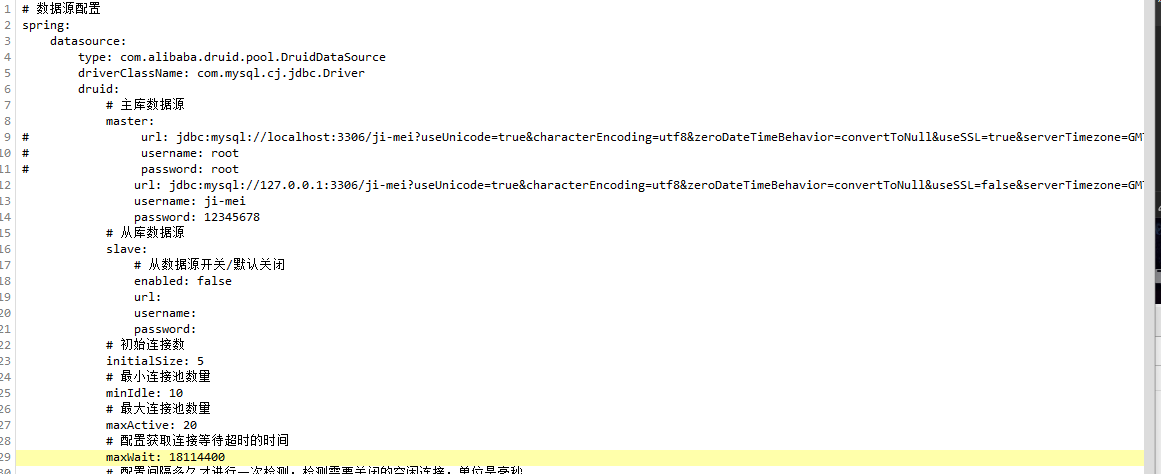 1 # 数据源配置
2 spring:
3     datasource:
4         type: com.alibaba.druid.pool.DruidDataSource
5         driverClassName: com.mysql.cj.jdbc.Driver
6         druid:
7             # 主库数据源
8             master:
9 #                url: jdbc:mysql://localhost:3306/ji-mei?useUnicode=true&characterEncoding=utf8&zeroDateTimeBehavior=convertToNull&useSSL=true&serverTimezone=GM
10 #                username: root
11 #                password: root
12                 url: jdbc:mysql://127.0.0.1:3306/ji-mei?useUnicode=true&characterEncoding=utf8&zeroDateTimeBehavior=convertToNull&useSSL=false&serverTimezone=GM
13                 username: ji-mei
14                 password: 12345678
15             # 从库数据源
16             slave:
17                 # 从数据源开关/默认关闭
18                 enabled: false
19                 url:
20                 username:
21                 password:
22             # 初始连接数
23             initialSize: 5
24             # 最小连接池数量
25             minIdle: 10
26             # 最大连接池数量
27             maxActive: 20
28             # 配置获取连接等待超时的时间
29             maxWait: 18114400
30             # 配置间隔多久才进行一次检测，检测需要关闭的空闲连接，单位是毫秒